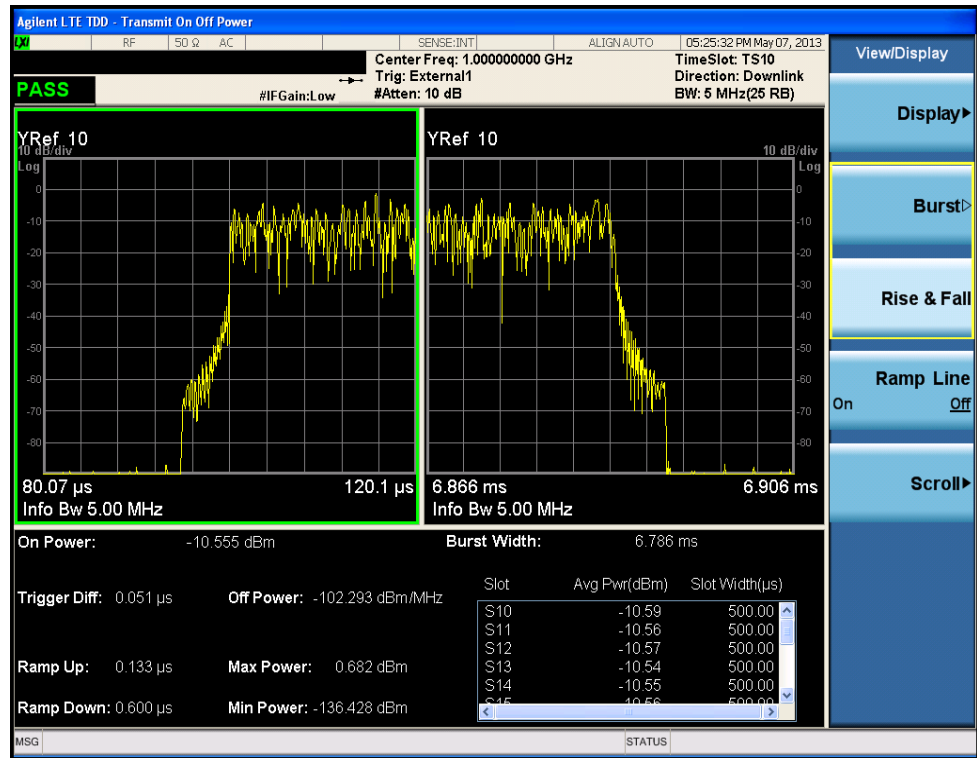 Agilent LTE TDD - Transmit On Off Power
LXI RF 50 Ω AC SENSE:INT ALIGN AUTO 05:25:32 PM May 07, 2013
Center Freq: 1.000000000 GHz TimeSlot: TS10
Trig: External1 Direction: Downlink
PASS #IFGain:Low #Atten: 10 dB BW: 5 MHz(25 RB)
YRef 10
10 dB/div
Log
0
-10
-20
-30
-40
-50
-60
-70
-80
80.07 µs 120.1 µs
Info Bw 5.00 MHz
YRef 10
10 dB/div
Log
0
-10
-20
-30
-40
-50
-60
-70
-80
6.866 ms 6.906 ms
Info Bw 5.00 MHz
On Power: -10.555 dBm Burst Width: 6.786 ms
Trigger Diff: 0.051 µs Off Power: -102.293 dBm/MHz
Ramp Up: 0.133 µs Max Power: 0.682 dBm
Ramp Down: 0.600 µs Min Power: -136.428 dBm
Slot Avg Pwr(dBm) Slot Width(µs)
S10 -10.59 500.00
S11 -10.56 500.00
S12 -10.57 500.00
S13 -10.54 500.00
S14 -10.55 500.00
S15 -10.56 500.00
View/Display
Display
Burst
Rise & Fall
Ramp Line
On Off
Scroll
MSG STATUS